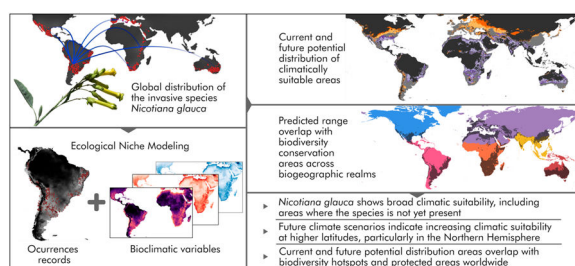 Global distribution of
the invasive species
Nicotiana glauca
Ecological Niche Modeling
Ocurrences
records
Bioclimatic variables
Current and
future potential
distribution of
climatically
suitable areas
Predicted range
overlap with
biodiversity
conservation
areas across
biogeographic realms
Nicotiana glauca shows broad climatic suitability, including
areas where the species is not yet present
Future climate scenarios indicate increasing climatic suitability
at higher latitudes, particularly in the Northern Hemisphere
Current and future potential distribution areas overlap with
biodiversity hotspots and protected areas worldwide